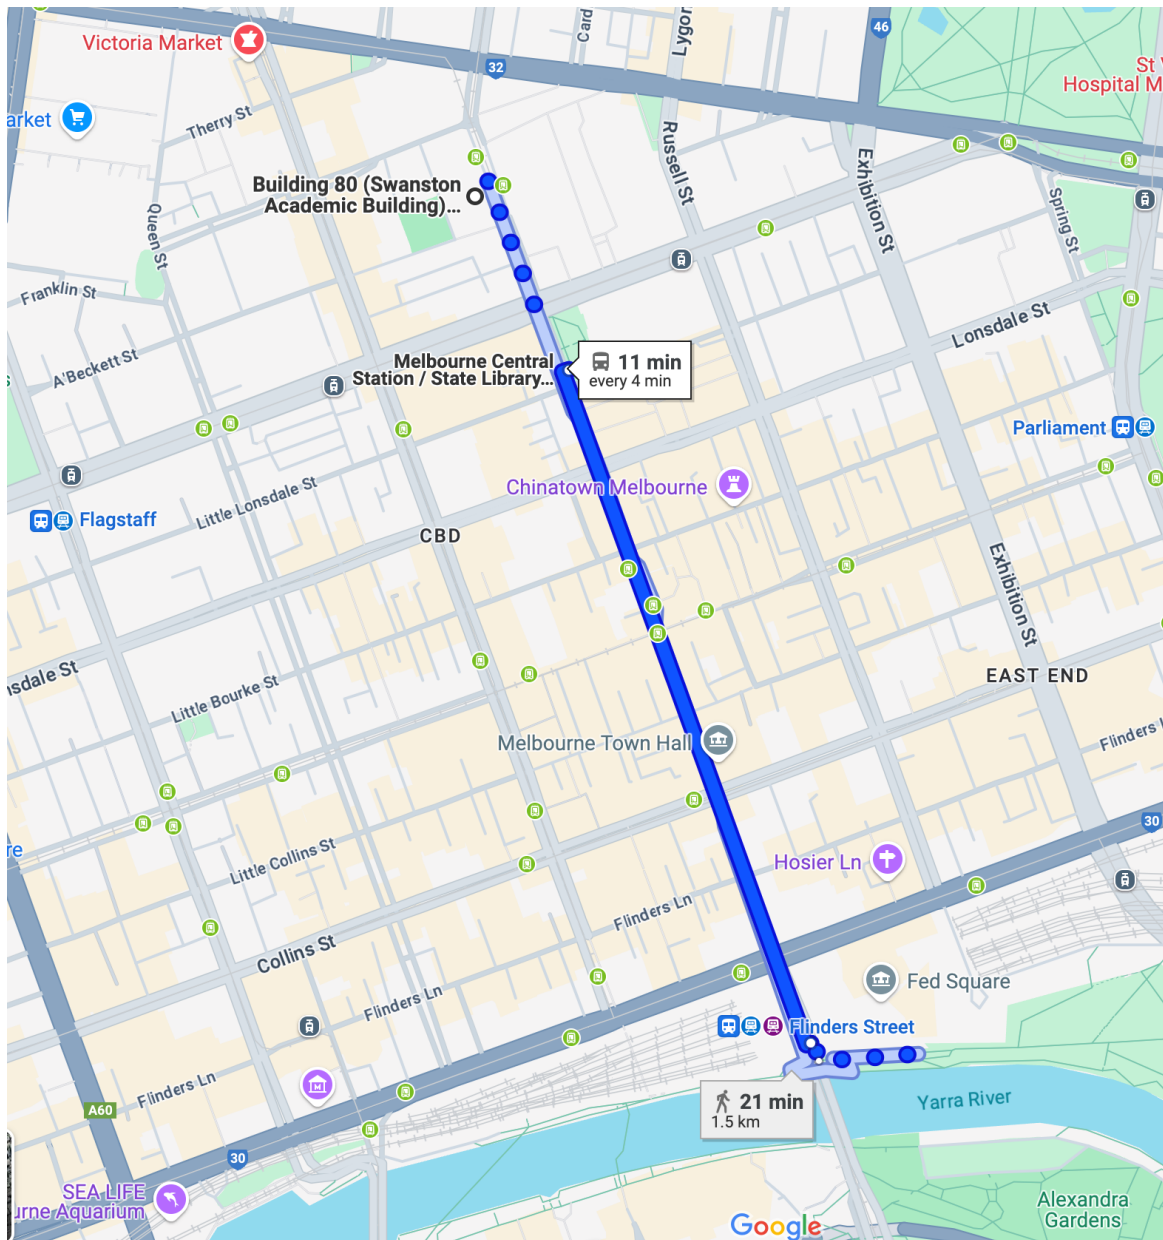 Victoria Market
32
46
Card
Lygon
St V
Hospital M
arket
Therry St
Russell St
Exhibition St
Building 80 (Swanston
Academic Building)...
Queen St
Spring St
Franklin St
Lonsdale St
A'Beckett St
Melbourne Central
Station / State Library...
11 min
every 4 min
Parliament
Chinatown Melbourne
Little Lonsdale St
Flagstaff
CBD
Exhibition St
nsdale St
EAST END
Little Bourke St
Melbourne Town Hall
Flinders L
30
re
Little Collins St
Hosier Ln
Flinders Ln
Collins St
Fed Square
Flinders Ln
Flinders Street
Flinders Ln
A60
21 min
1.5 km
Yarra River
30
SEA LIFE
urne Aquarium
Alexandra
Gardens
Google